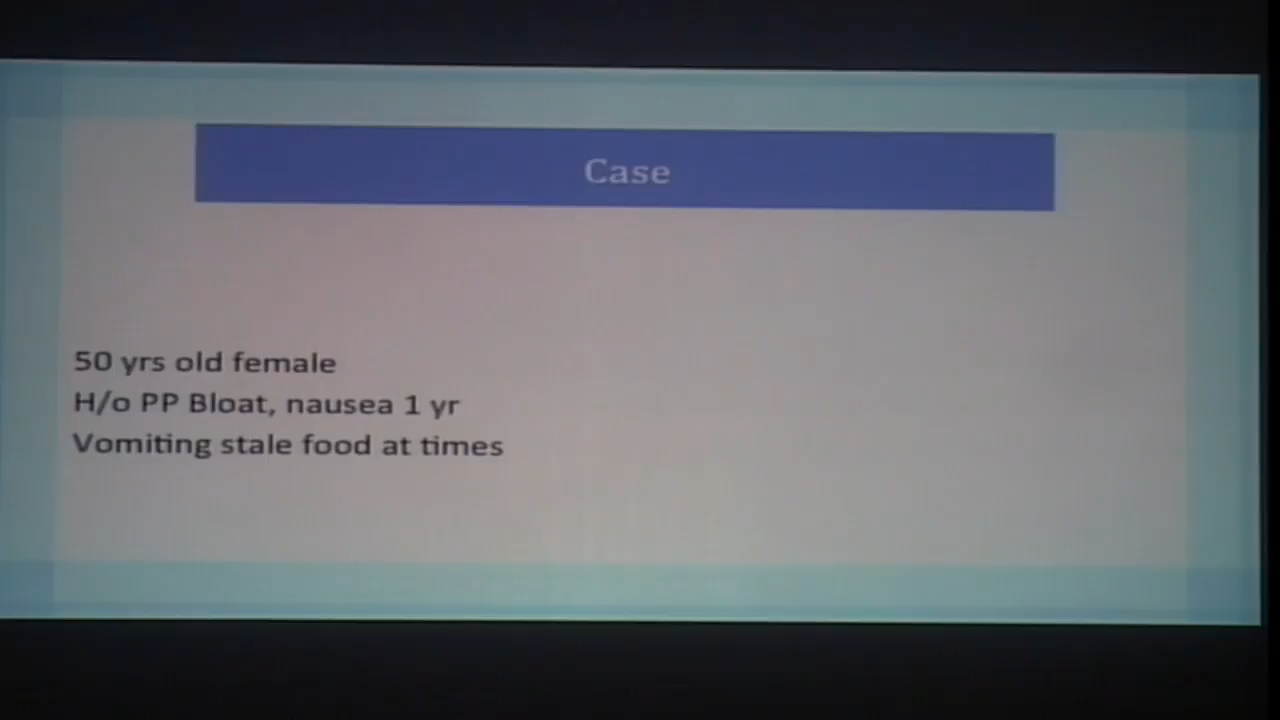 Case
50 yrs old female
H/o PP Bloat, nausea 1 yr
Vomiting stale food at times